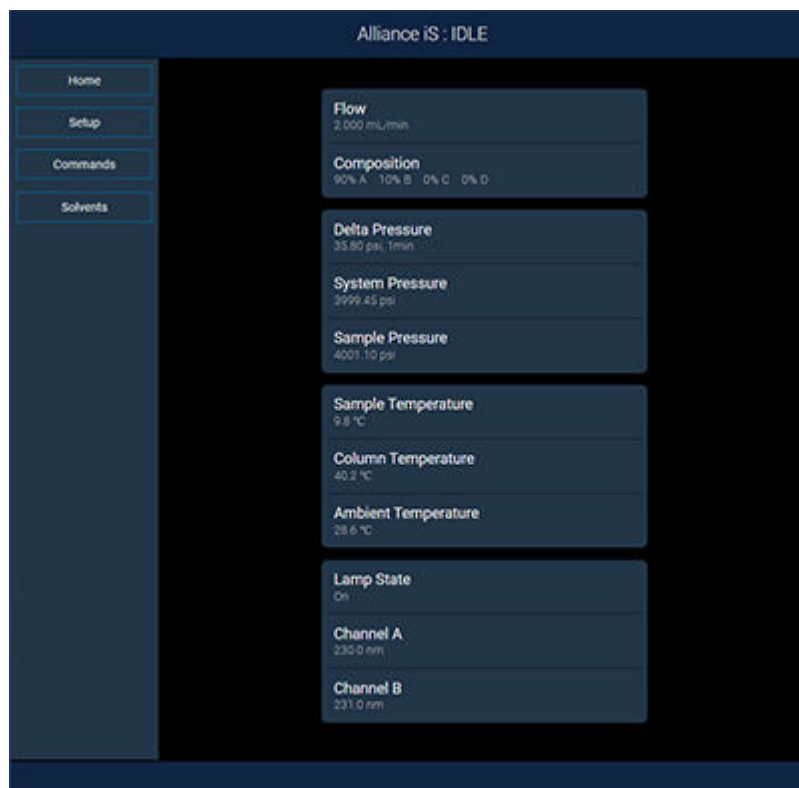 Alliance iS : IDLE
Home
Setup
Commands
Solvents
Flow
2.000 mL/min
Composition
90% A 10% B 0% C 0% D
Delta Pressure
35.80 psi, 1min
System Pressure
3999.45 psi
Sample Pressure
4001.10 psi
Sample Temperature
9.8 °C
Column Temperature
40.2 °C
Ambient Temperature
28.6 °C
Lamp State
On
Channel A
230.0 nm
Channel B
231.0 nm